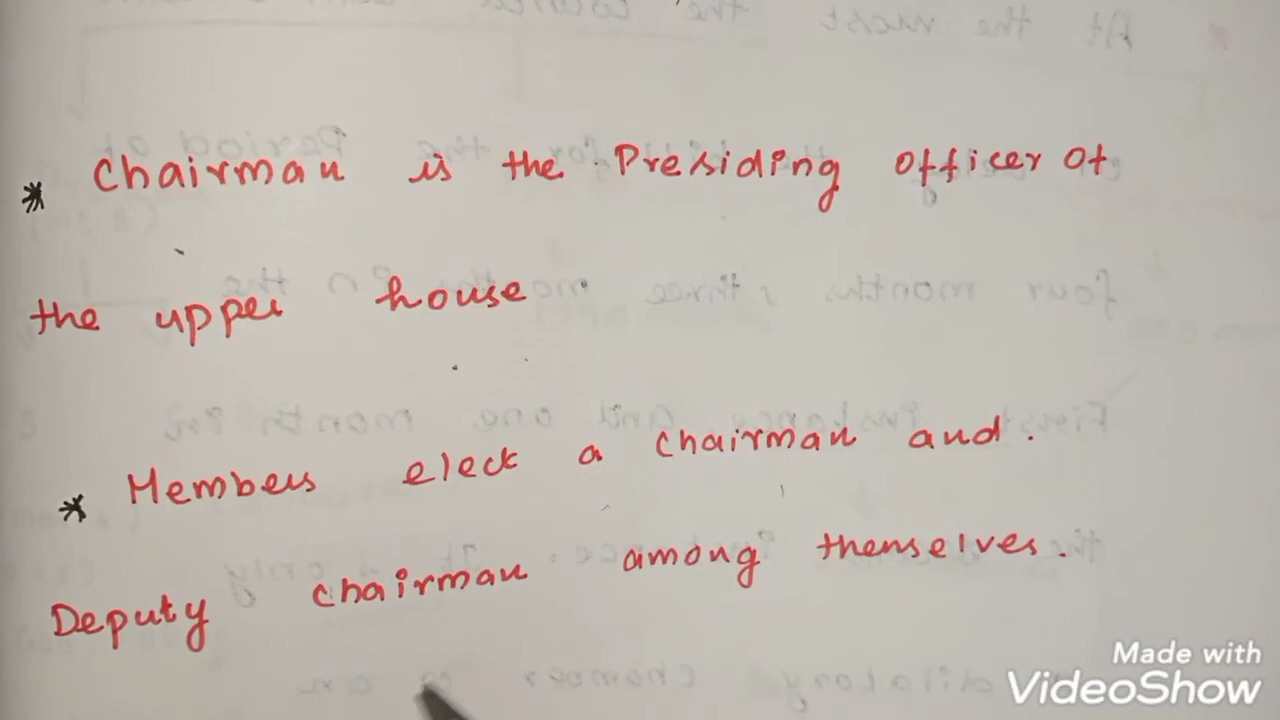 * Chairman is the Presiding officer of
the upper house
* Members elect a chairman and.
Deputy chairman among themselves.
Made with
VideoShow